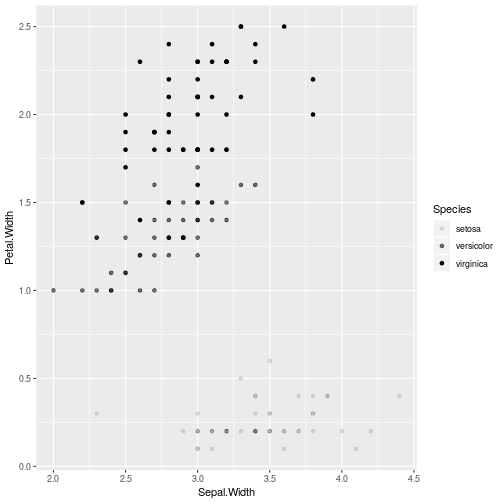 2.5
2.0
1.5
1.0
0.5
0.0
Petal.Width
2.0 2.5 3.0 3.5 4.0 4.5
Sepal.Width
Species
setosa
versicolor
virginica